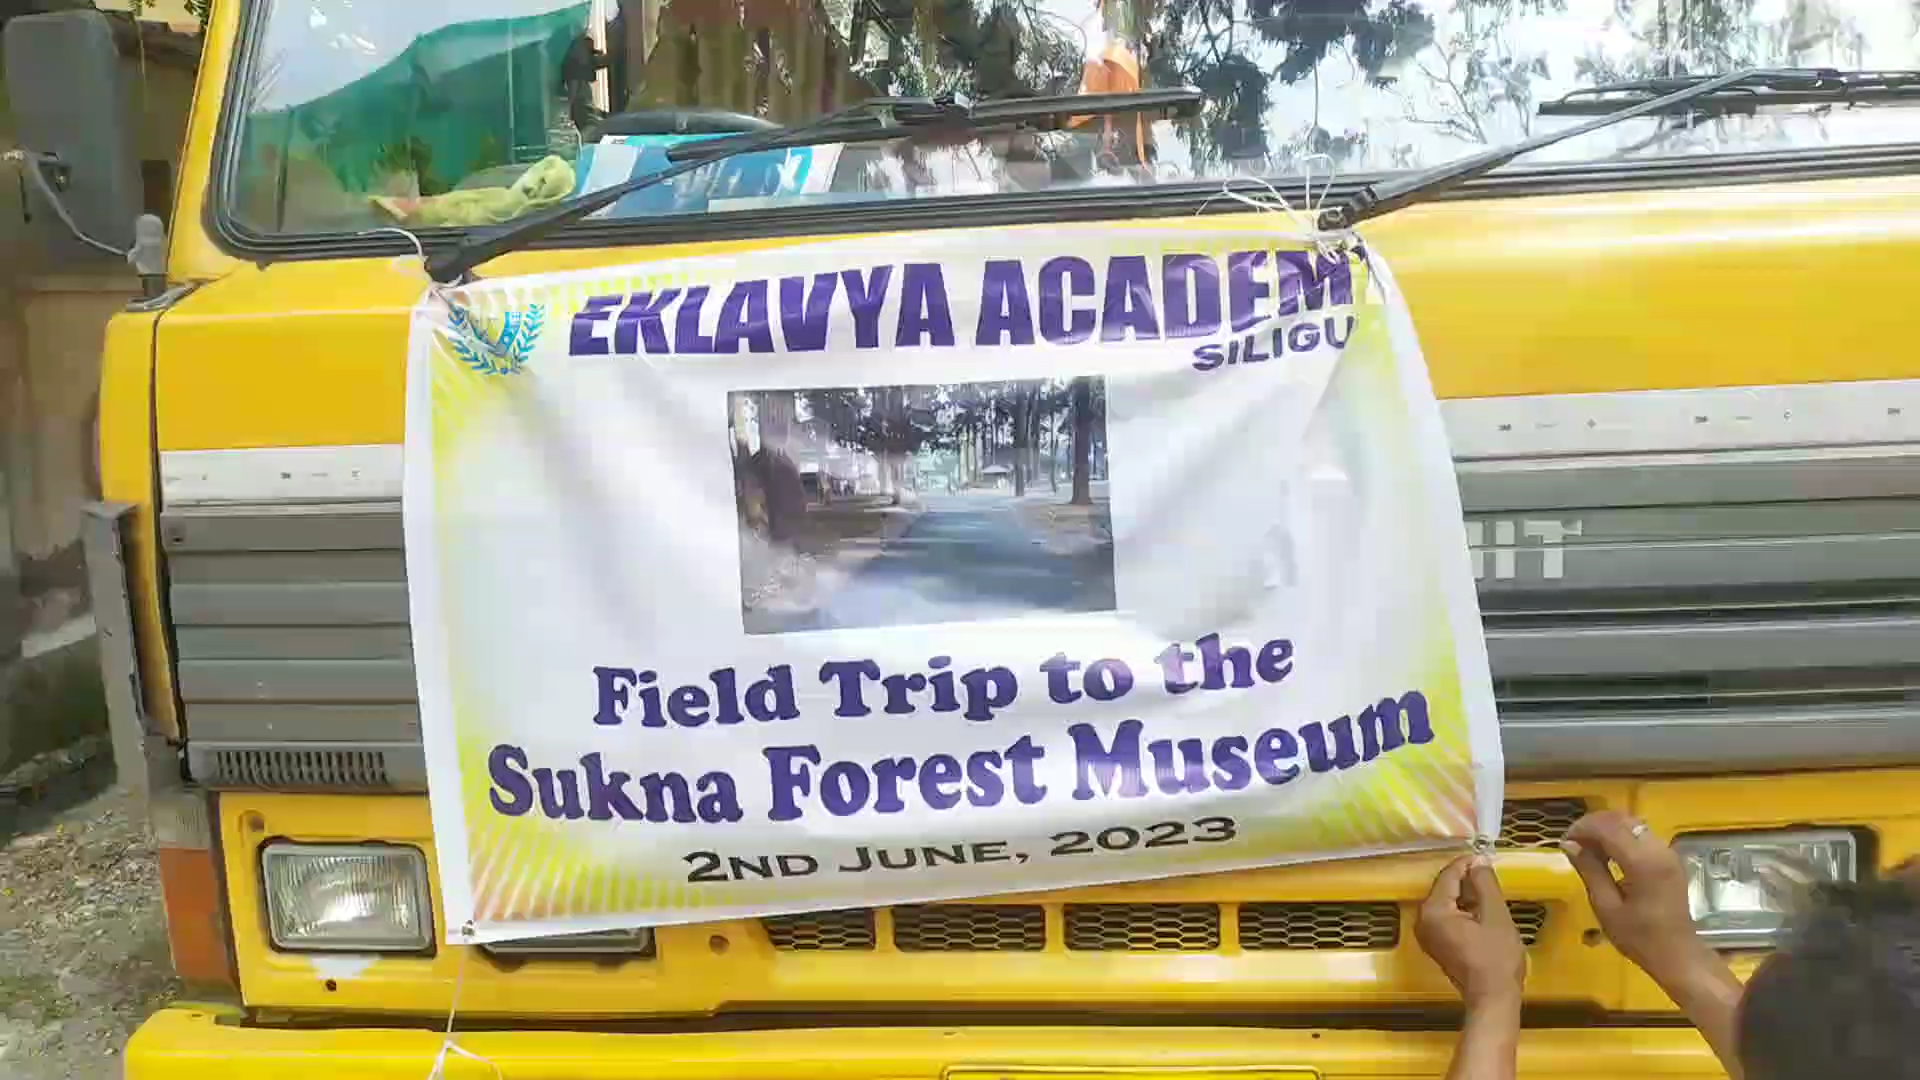 EKLAVYA ACADEM
SILIGU
Field Trip to the
Sukna Forest Museum
2ND JUNE, 2023